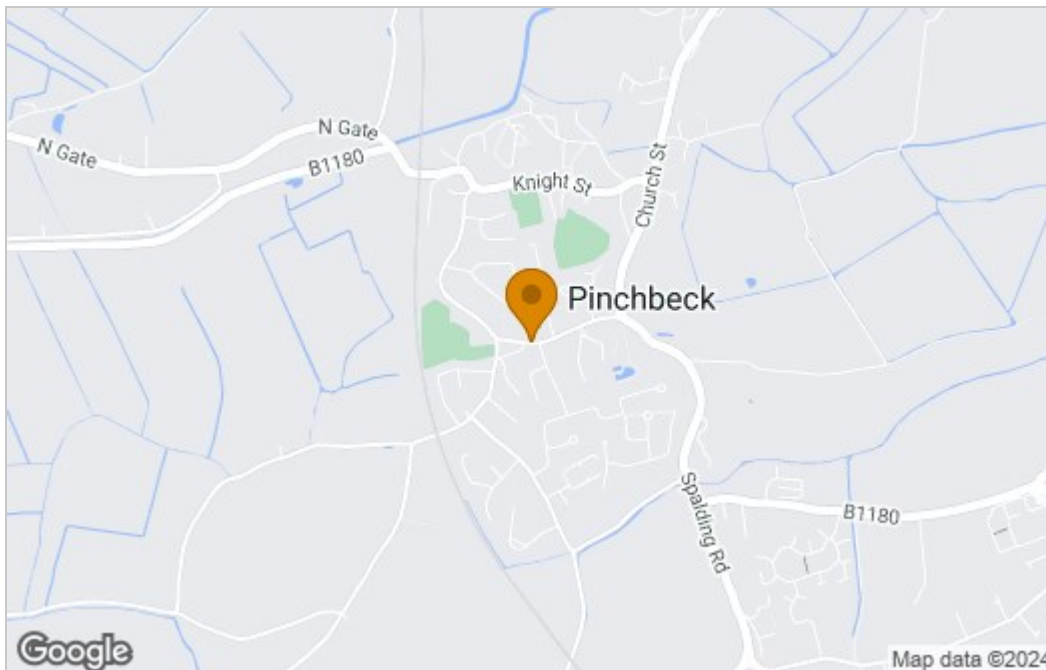 N Gate
N Gate
B1180
Knight St
Church St
Pinchbeck
Spalding Rd
B1180
Google
Map data ©2024